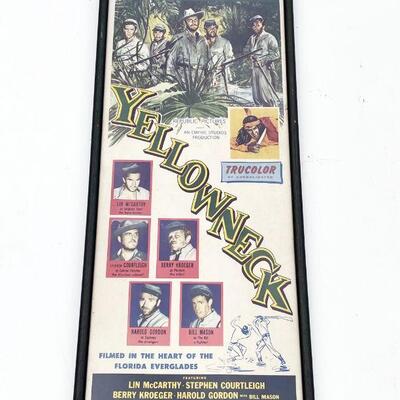 REPUBLIC PICTURES
AN EMPIRE STUDIOS
PRODUCTION
YELLOWNECK
TRUCOLOR
BY CONSOLIDATED
LIN McCARTHY
STEPHEN COURTLEIGH
BERRY KROEGER
HAROLD GORDON
BILL MASON
FILMED IN THE HEART OF THE
FLORIDA EVERGLADES
FEATURING
LIN McCARTHY · STEPHEN COURTLEIGH
BERRY KROEGER · HAROLD GORDON WITH BILL MASON